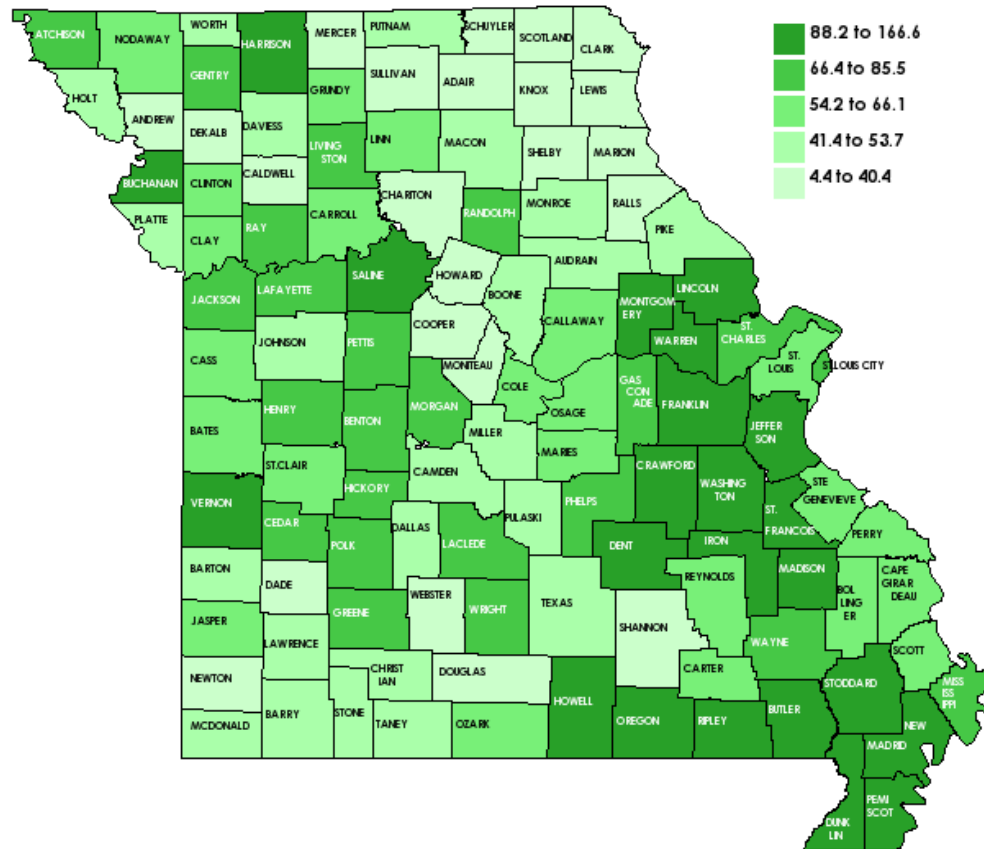 ATCHISON
NODAWAY
WORTH
HARRISON
MERCER
PUTNAM
SCHUYLER
SCOTLAND
CLARK
88.2 to 166.6
66.4 to 85.5
54.2 to 66.1
41.4 to 53.7
4.4 to 40.4
HOLT
GENTRY
GRUNDY
SULLIVAN
ADAIR
KNOX
LEWIS
ANDREW
DEKALB
DAVIESS
LIVING
STON
LINN
MACON
SHELBY
MARION
BUCHANAN
CLINTON
CALDWELL
CHARITON
PLATTE
CLAY
RAY
CARROLL
RANDOLPH
MONROE
RALLS
PIKE
JACKSON
LAFAYETTE
SALINE
HOWARD
BOONE
AUDRAIN
CALLAWAY
MONTGOM
ERY
LINCOLN
WARREN
ST.
CHARLES
ST.
LOUIS
ST.LOUIS CITY
CASS
JOHNSON
PETTIS
COOPER
MONITEAU
COLE
OSAGE
GAS
CON
ADE
FRANKLIN
JEFFER
SON
BATES
HENRY
BENTON
MORGAN
MILLER
MARIES
ST.CLAIR
CAMDEN
VERNON
HICKORY
CEDAR
POLK
DALLAS
LACLEDE
PULASKI
PHELPS
CRAWFORD
WASHING
TON
STE
GENEVIEVE
ST.
FRANCOIS
PERRY
BARTON
DADE
DENT
IRON
REYNOLDS
MADISON
BOL
LING
ER
CAPE
GIRAR
DEAU
JASPER
GREENE
WEBSTER
WRIGHT
TEXAS
SHANNON
WAYNE
SCOTT
LAWRENCE
NEWTON
CHRIST
IAN
DOUGLAS
HOWELL
CARTER
STODDARD
MISS
ISS
IPPI
MCDONALD
BARRY
STONE
TANEY
OZARK
OREGON
RIPLEY
BUTLER
NEW
MADRID
DUNK
LIN
PEMI
SCOT